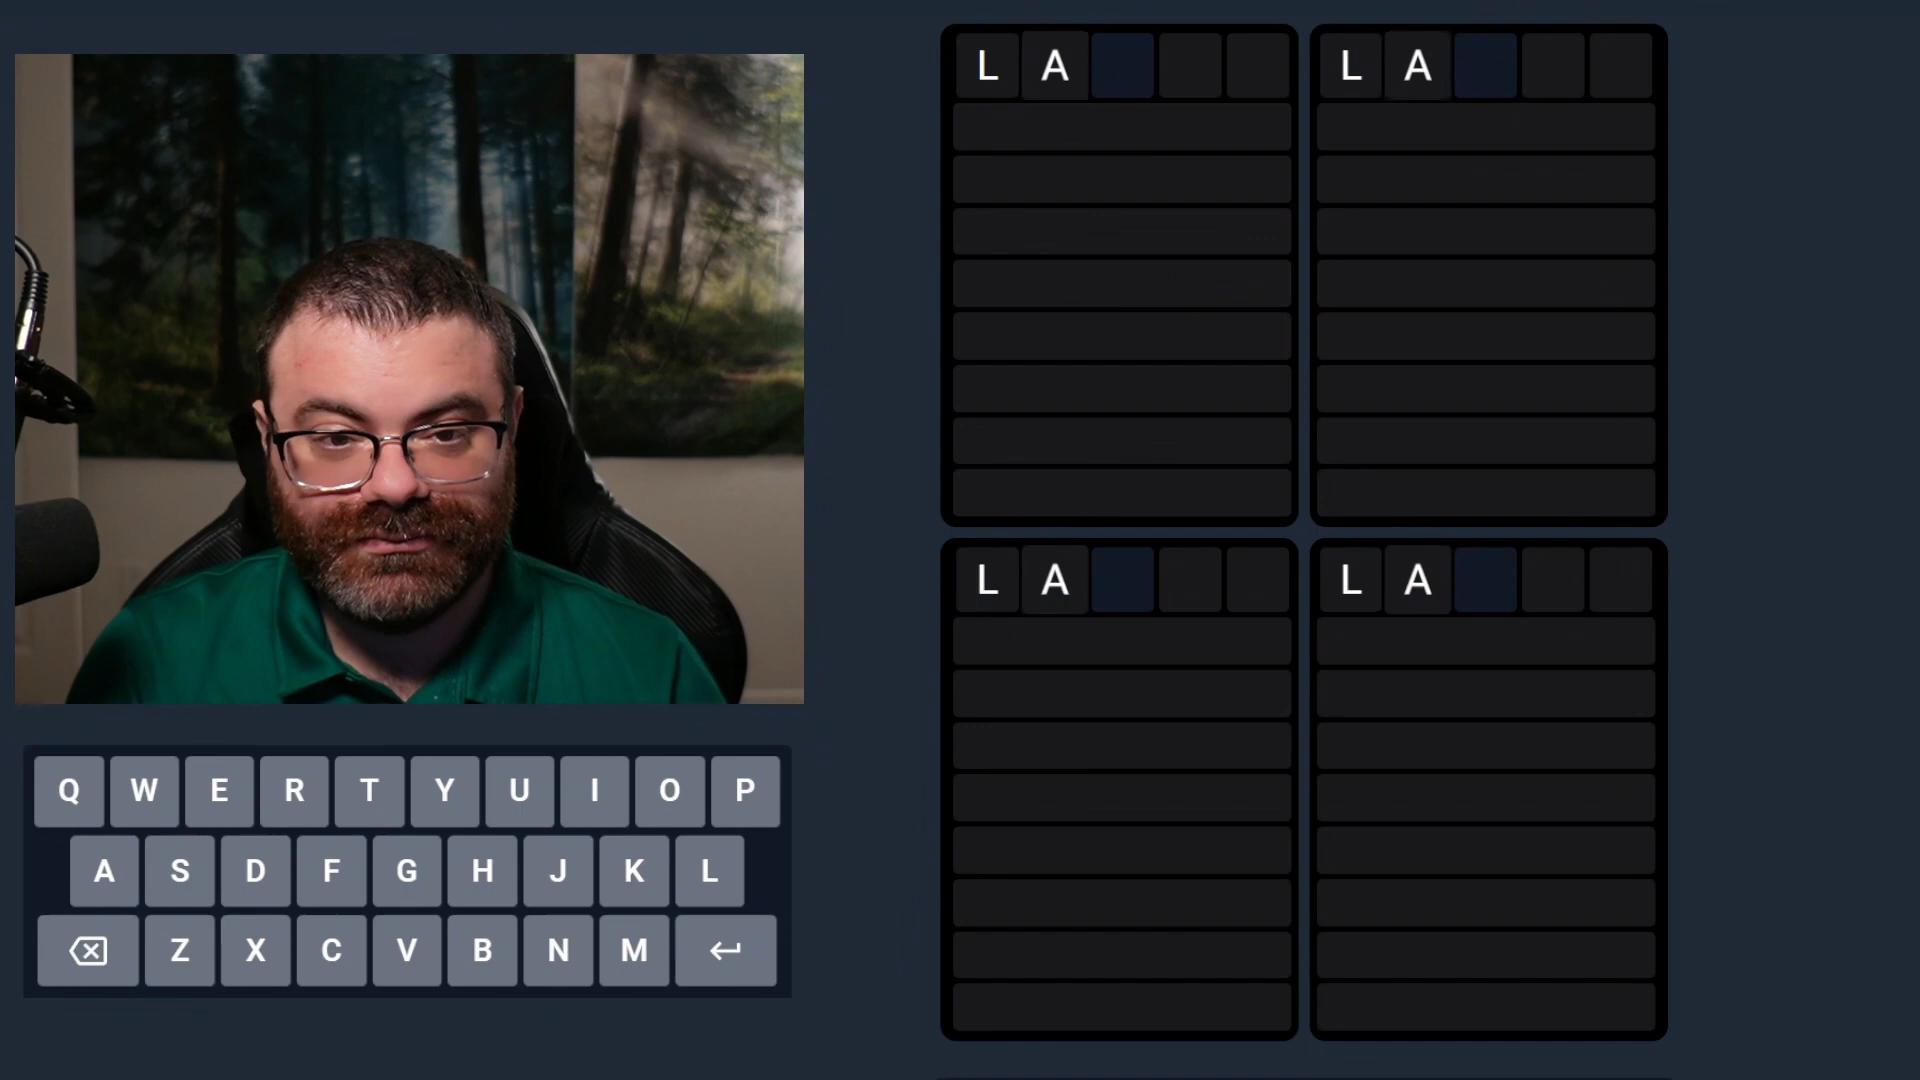 L A L A
L A L A
Q W E R T Y U I O P
A S D F G H J K L
Z X C V B N M